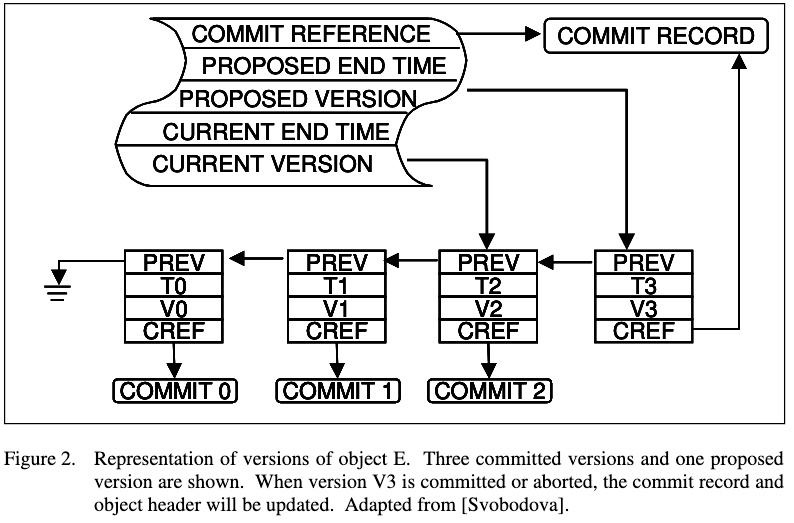 COMMIT REFERENCE
COMMIT RECORD
PROPOSED END TIME
PROPOSED VERSION
CURRENT END TIME
CURRENT VERSION
PREV PREV PREV PREV
T0 T1 T2 T3
V0 V1 V2 V3
CREF CREF CREF CREF
COMMIT 0 COMMIT 1 COMMIT 2
Figure 2. Representation of versions of object E. Three committed versions and one proposed
version are shown. When version V3 is committed or aborted, the commit record and
object header will be updated. Adapted from [Svobodova].